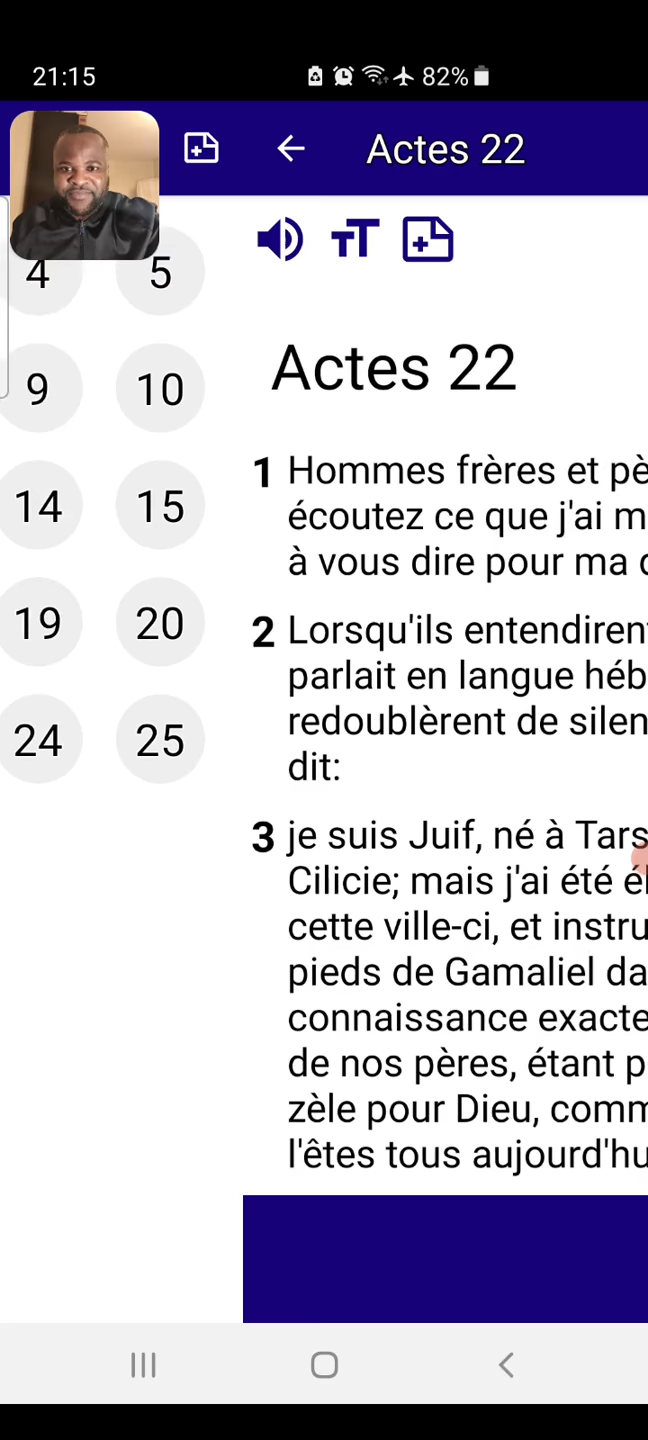 21:15
82%
Actes 22
4 5
9 10
14 15
19 20
24 25
Actes 22
1 Hommes frères et
écoutez ce que j'ai
à vous dire pour ma
2 Lorsqu'ils
parlait en langue
redoublèrent de
dit:
3 je suis Juif, né à
Cilicie; mais j'ai été
cette ville-ci, et
pieds de Gamaliel
connaissance
de nos pères, étant
zèle pour Dieu,
l'êtes tous